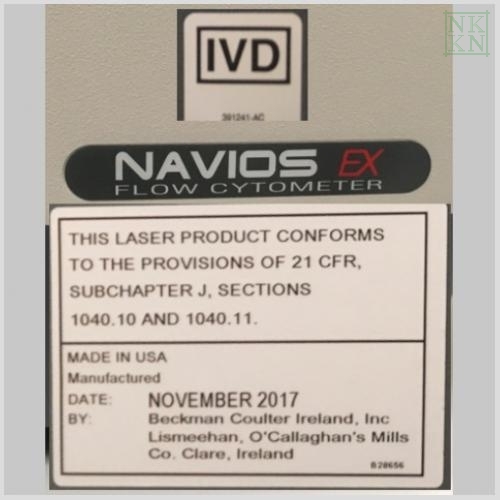 NK
KN
IVD
391241-AC
NAVIOS EX
FLOW CYTOMETER
THIS LASER PRODUCT CONFORMS
TO THE PROVISIONS OF 21 CFR,
SUBCHAPTER J, SECTIONS
1040.10 AND 1040.11.
MADE IN USA
Manufactured
DATE: NOVEMBER 2017
BY: Beckman Coulter Ireland, Inc
Lismeehan, O'Callaghan's Mills
Co. Clare, Ireland
B28656